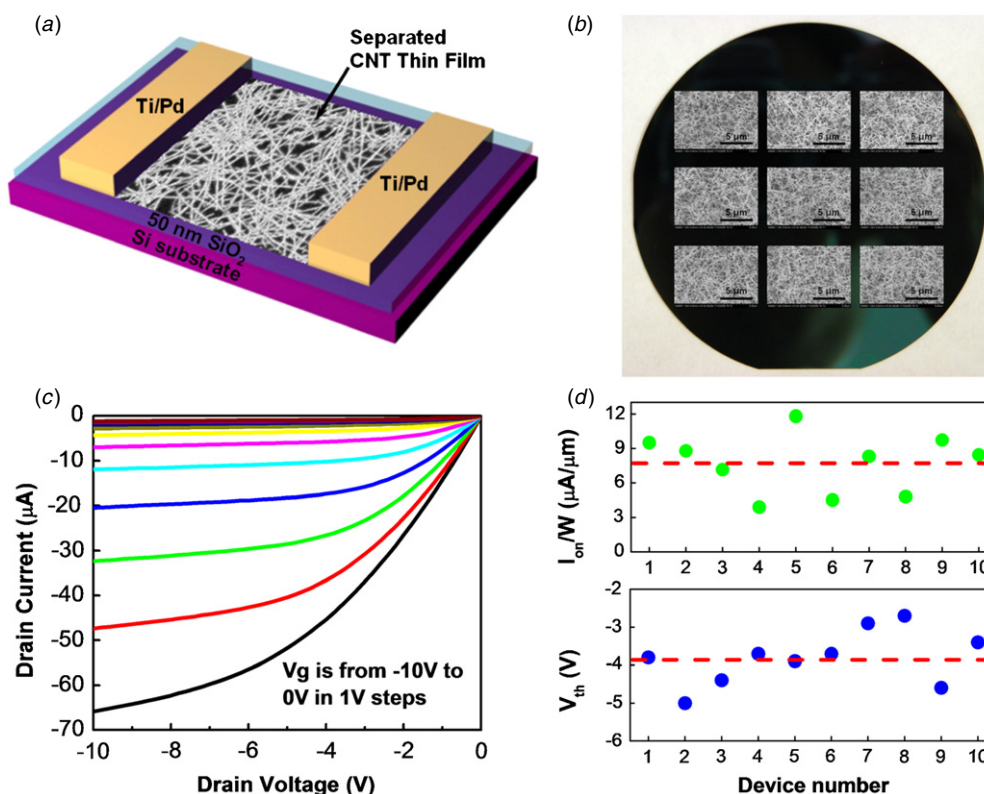 (a)
Separated
CNT Thin Film
Ti/Pd
Ti/Pd
50 nm SiO2
Si substrate
(b)
5 µm
5 µm
5 µm
5 µm
5 µm
5 µm
5 µm
5 µm
5 µm
(c)
0
-10
-20
-30
-40
-50
-60
-70
Drain Current (µA)
Vg is from -10V to
0V in 1V steps
-10 -8 -6 -4 -2 0
Drain Voltage (V)
(d)
12
9
6
3
0
Ion/W (µA/µm)
1 2 3 4 5 6 7 8 9 10
-2
-3
-4
-5
-6
Vth (V)
1 2 3 4 5 6 7 8 9 10
Device number